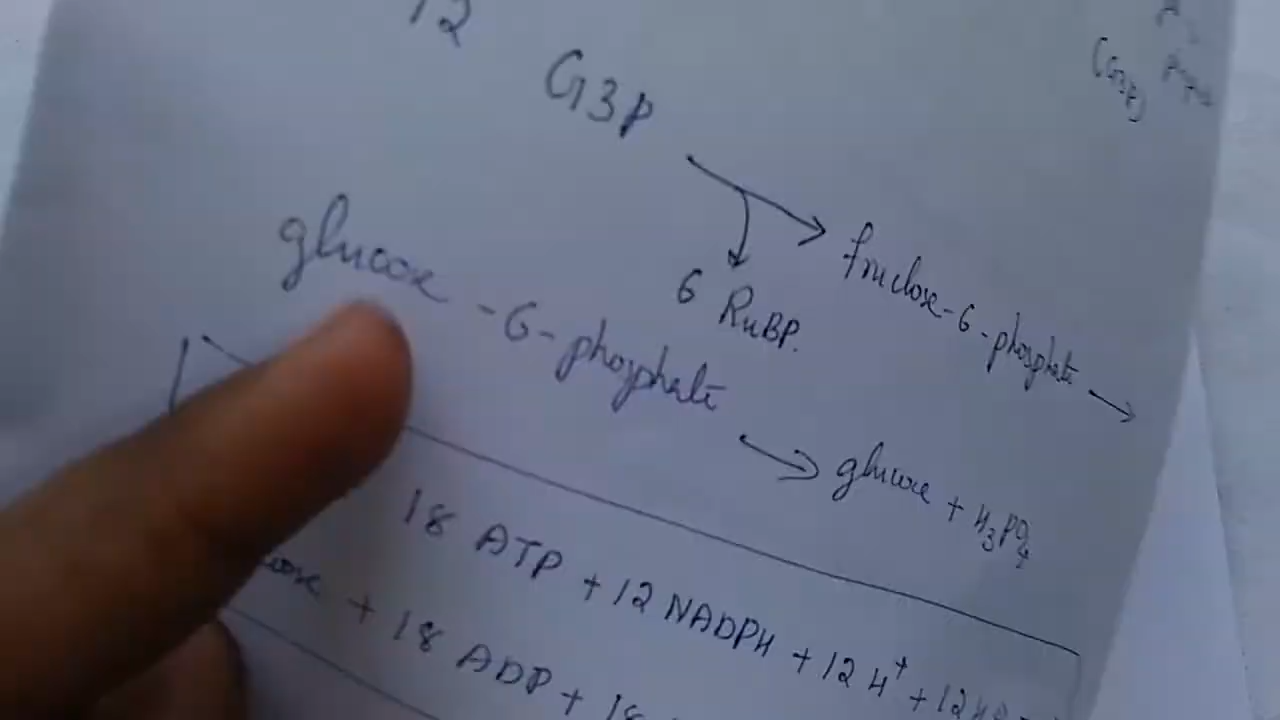 12
G3P
(G3P)
fructose-6-phosphate →
6 RuBP.
glucose -6-phosphate
→ glucose + H3PO4
18 ATP + 12 NADPH + 12 H+ +
+ 18 ADP +